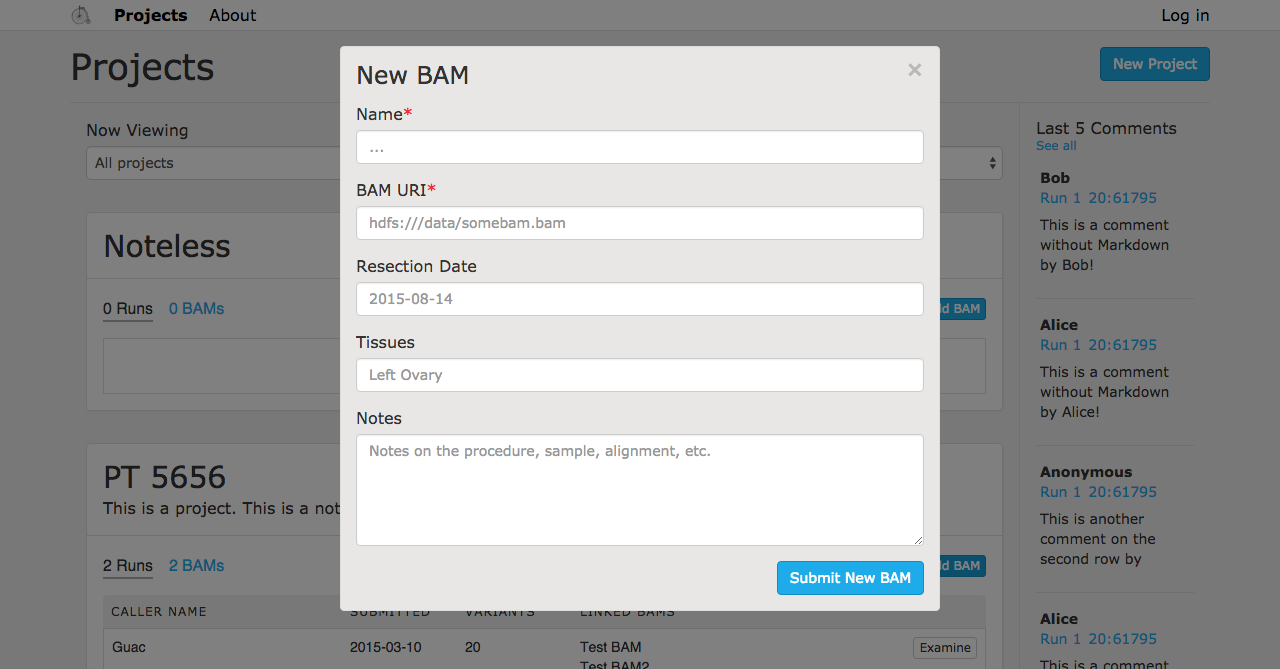 Projects About Log in
Projects
New Project
New BAM ×
Name*
...
BAM URI*
hdfs:///data/somebam.bam
Resection Date
2015-08-14
Tissues
Left Ovary
Notes
Notes on the procedure, sample, alignment, etc.
Submit New BAM
Now Viewing
All projects
Noteless
0 Runs 0 BAMs
BAM
PT 5656
This is a project. This is a
2 Runs 2 BAMs
BAM
CALLER NAME SUBMITTED VARIANTS LINKED BAMS
Guac 2015-03-10 20 Test BAM Examine
Test BAM2
Last 5 Comments
See all
Bob
Run 1 20:61795
This is a comment
without Markdown
by Bob!
Alice
Run 1 20:61795
This is a comment
without Markdown
by Alice!
Anonymous
Run 1 20:61795
This is another
comment on the
second row by
Alice
Run 1 20:61795
This is a comment